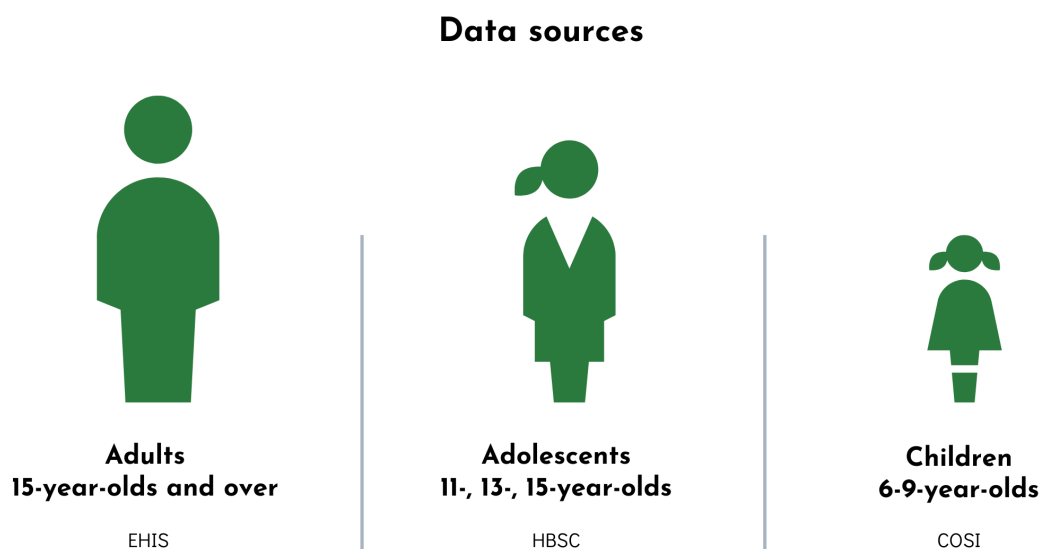 Data sources
Adults
15-year-olds and over
EHIS
Adolescents
11-, 13-, 15-year-olds
HBSC
Children
6-9-year-olds
COSI